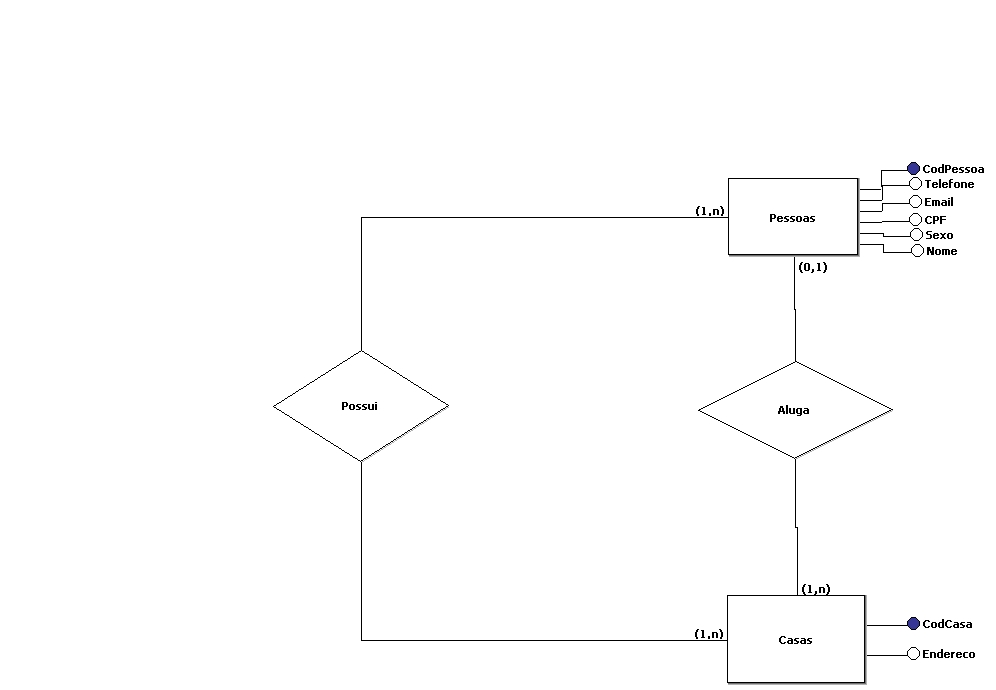 CodPessoa
Telefone
Email
CPF
Sexo
Nome
(1,n)
Pessoas
(0,1)
Possui
Aluga
(1,n)
(1,n)
Casas
CodCasa
Endereco